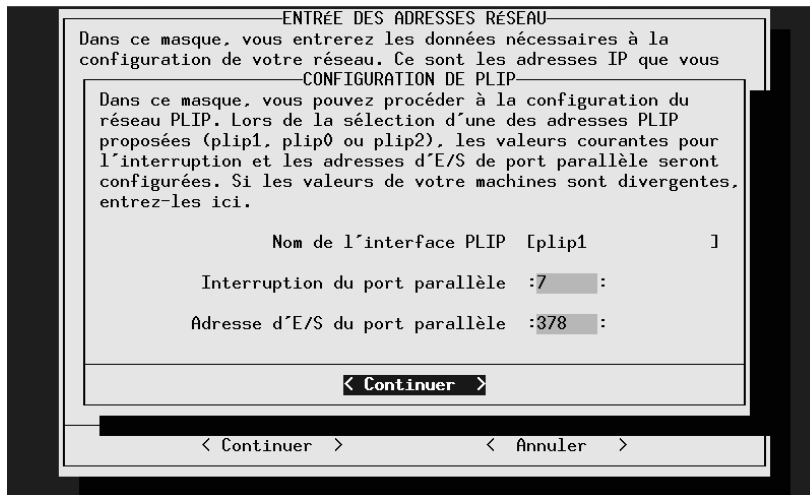 ENTRéE DES ADRESSES RéSEAU
Dans ce masque, vous entrerez les données nécessaires à la
configuration de votre réseau. Ce sont les adresses IP que vous
CONFIGURATION DE PLIP
Dans ce masque, vous pouvez procéder à la configuration du
réseau PLIP. Lors de la sélection d´une des adresses PLIP
proposées (plip1, plip0 ou plip2), les valeurs courantes pour
l´interruption et les adresses d´E/S de port parallèle seront
configurées. Si les valeurs de votre machines sont divergentes,
entrez-les ici.
Nom de l´interface PLIP [plip1 ]
Interruption du port parallèle :7 :
Adresse d´E/S du port parallèle :378 :
< Continuer >
< Continuer > < Annuler >